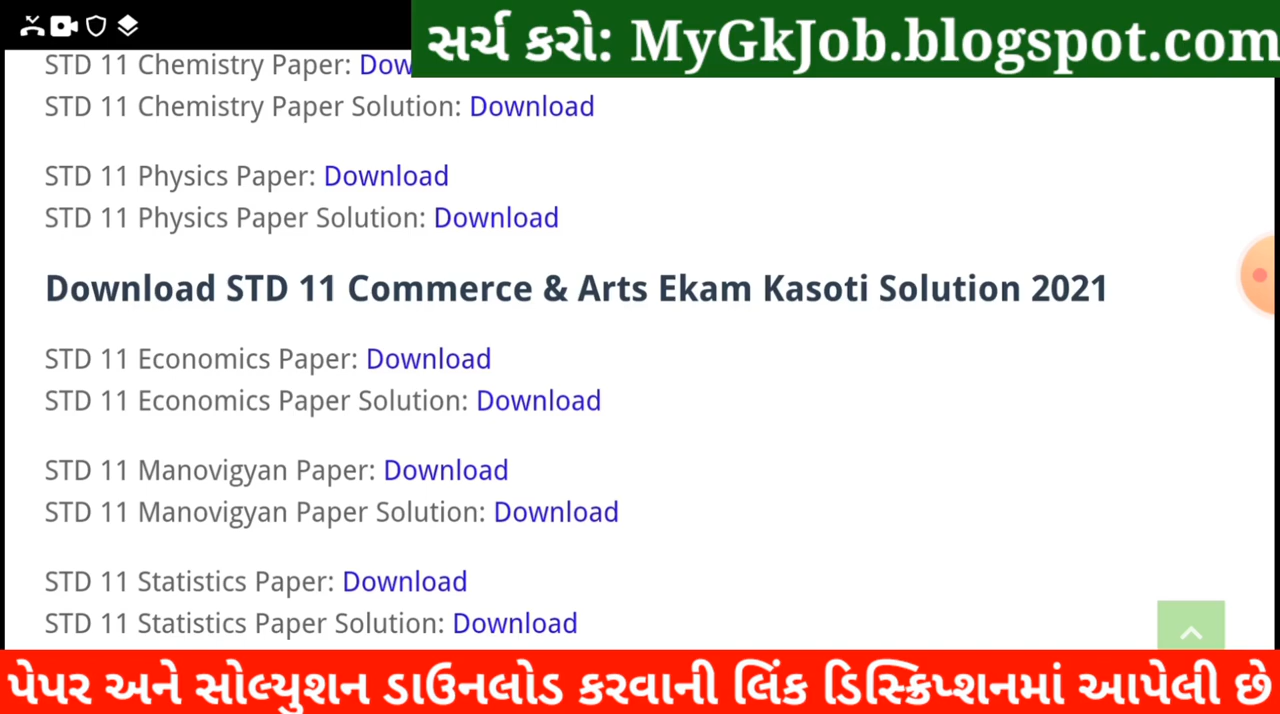 સર્ચ કરો: MyGkJob.blogspot.com
STD 11 Chemistry Paper: Dow
STD 11 Chemistry Paper Solution: Download
STD 11 Physics Paper: Download
STD 11 Physics Paper Solution: Download
Download STD 11 Commerce & Arts Ekam Kasoti Solution 2021
STD 11 Economics Paper: Download
STD 11 Economics Paper Solution: Download
STD 11 Manovigyan Paper: Download
STD 11 Manovigyan Paper Solution: Download
STD 11 Statistics Paper: Download
STD 11 Statistics Paper Solution: Download
પેપર અને સોલ્યુશન ડાઉનલોડ કરવાની લિંક ડિસ્ક્રિપ્શનમાં આપેલી છે